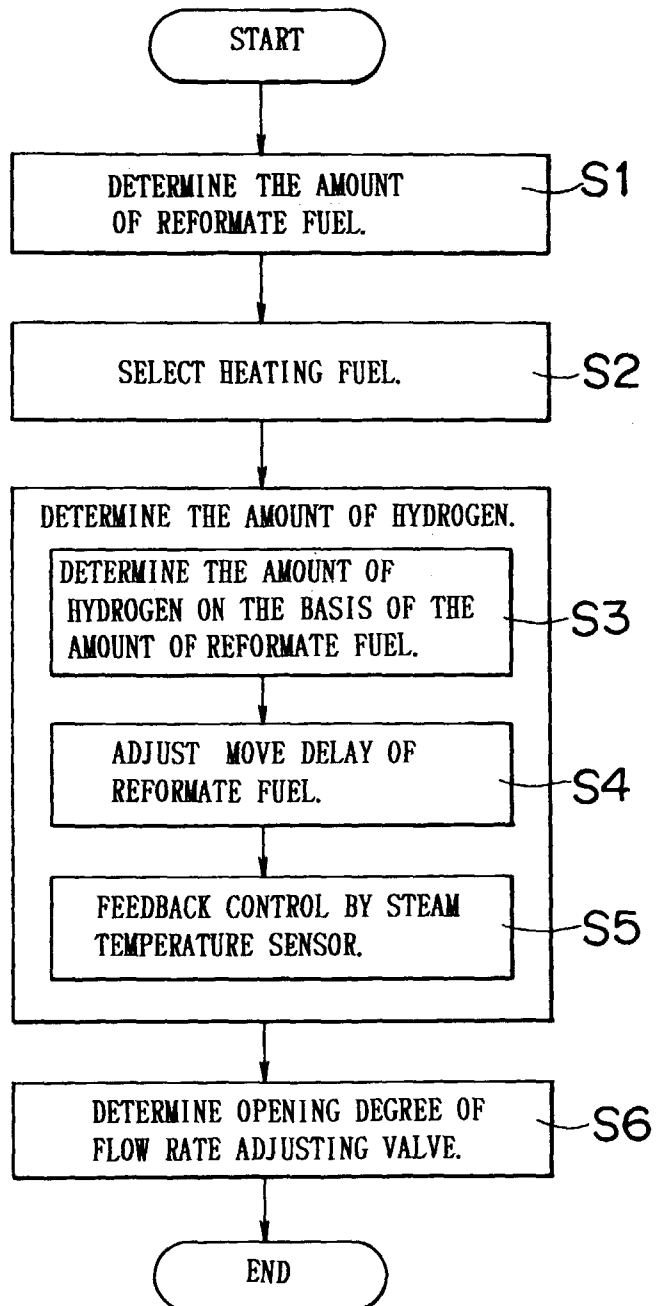 START
DETERMINE THE AMOUNT
OF REFORMATE FUEL.
S1
SELECT HEATING FUEL.
S2
DETERMINE THE AMOUNT OF HYDROGEN.
DETERMINE THE AMOUNT OF
HYDROGEN ON THE BASIS OF THE
AMOUNT OF REFORMATE FUEL.
S3
ADJUST MOVE DELAY OF
REFORMATE FUEL.
S4
FEEDBACK CONTROL BY STEAM
TEMPERATURE SENSOR.
S5
DETERMINE OPENING DEGREE OF
FLOW RATE ADJUSTING VALVE.
S6
END